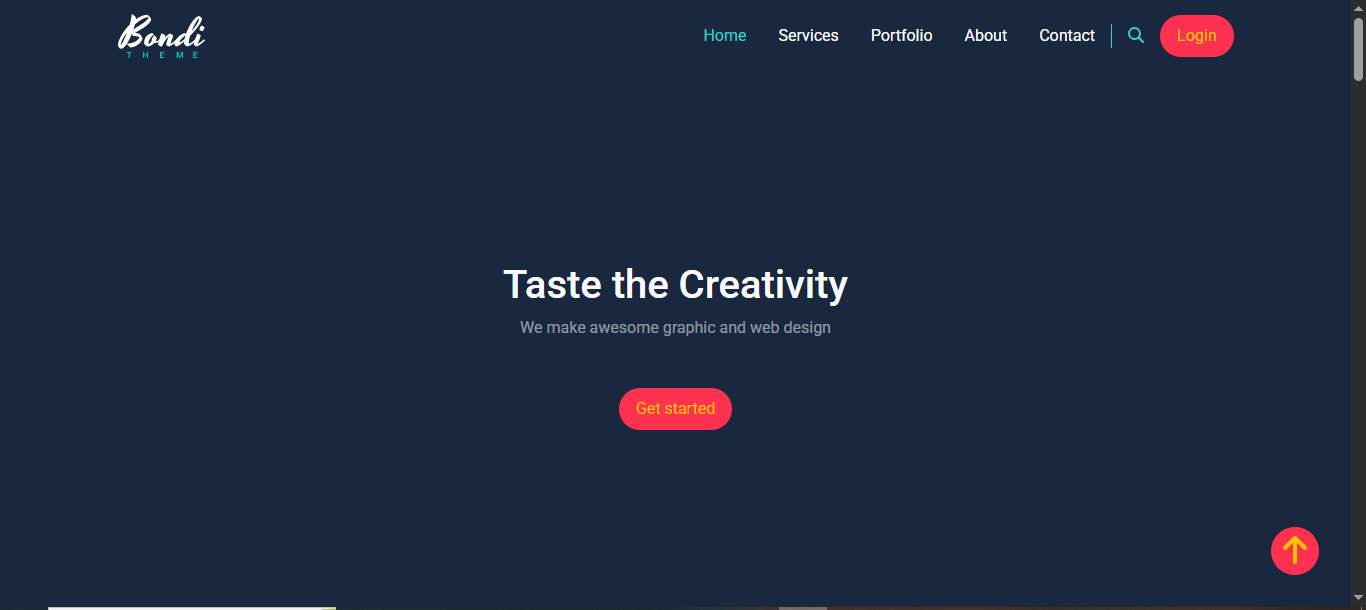 Bondi
THEME
Home Services Portfolio About Contact Login
Taste the Creativity
We make awesome graphic and web design
Get started